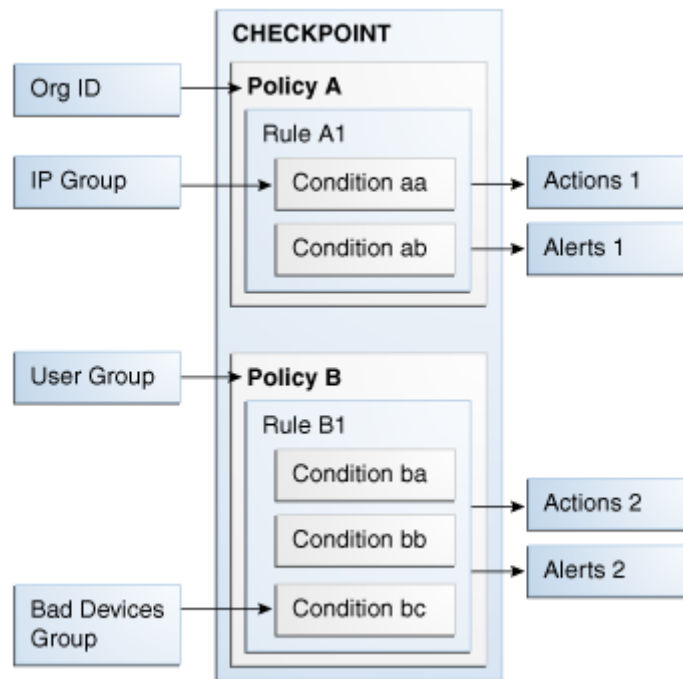 CHECKPOINT
Org ID
Policy A
Rule A1
IP Group
Condition aa
Actions 1
Condition ab
Alerts 1
User Group
Policy B
Rule B1
Condition ba
Actions 2
Condition bb
Alerts 2
Bad Devices
Group
Condition bc